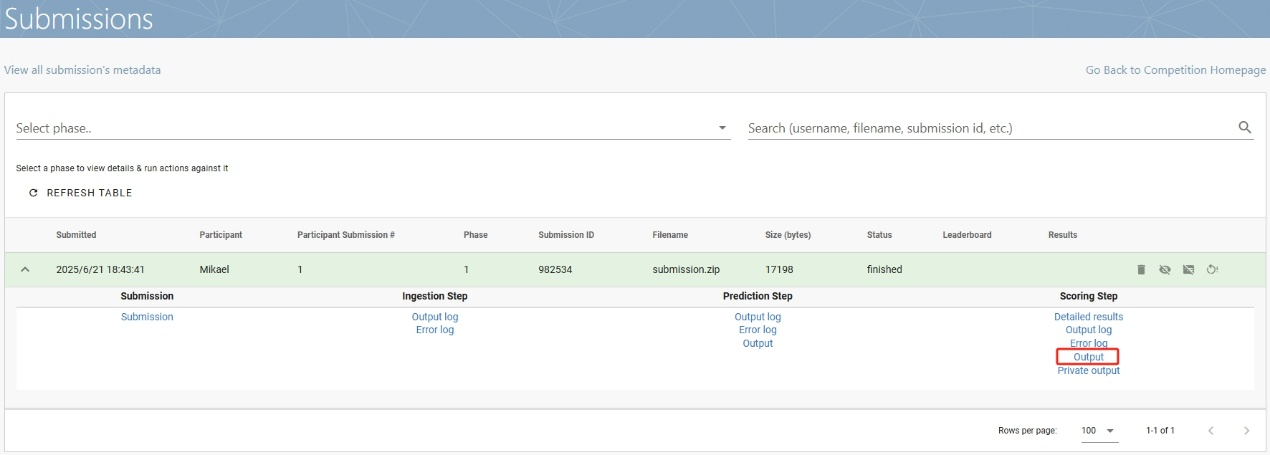 Submissions
View all submission's metadata Go Back to Competition Homepage
Select phase.. Search (username, filename, submission id, etc.)
Select a phase to view details & run actions against it
REFRESH TABLE
Submitted Participant Participant Submission # Phase Submission ID Filename Size (bytes) Status Leaderboard Results
2025/6/21 18:43:41 Mikael 1 1 982534 submission.zip 17198 finished
Submission Ingestion Step Prediction Step Scoring Step
Submission Output log Output log Detailed results
Error log Error log Output log
Output Error log
Output
Private output
Rows per page: 100 1-1 of 1